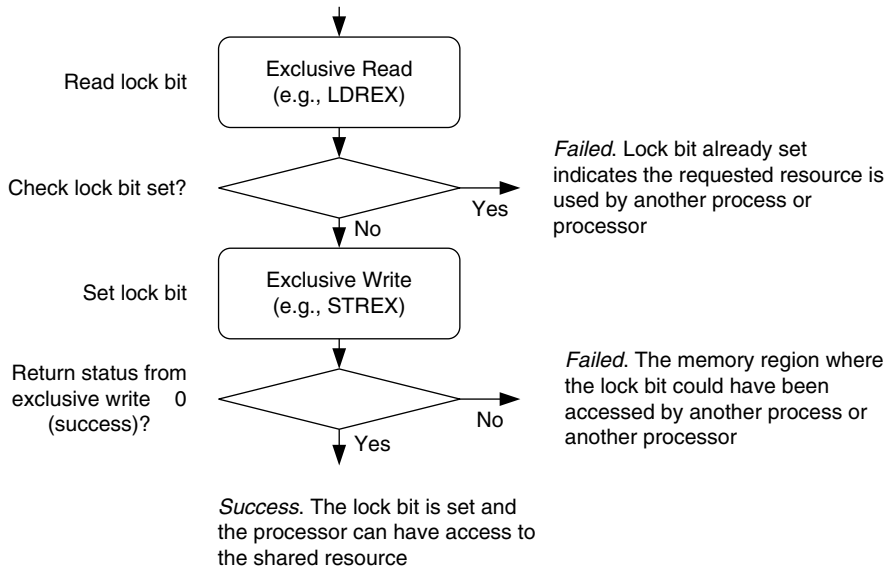 Read lock bit
Exclusive Read
(e.g., LDREX)
Check lock bit set?
Yes
No
Failed. Lock bit already set
indicates the requested resource is
used by another process or
processor
Set lock bit
Exclusive Write
(e.g., STREX)
Return status from
exclusive write 0
(success)?
No
Yes
Failed. The memory region where
the lock bit could have been
accessed by another process or
another processor
Success. The lock bit is set and
the processor can have access to
the shared resource